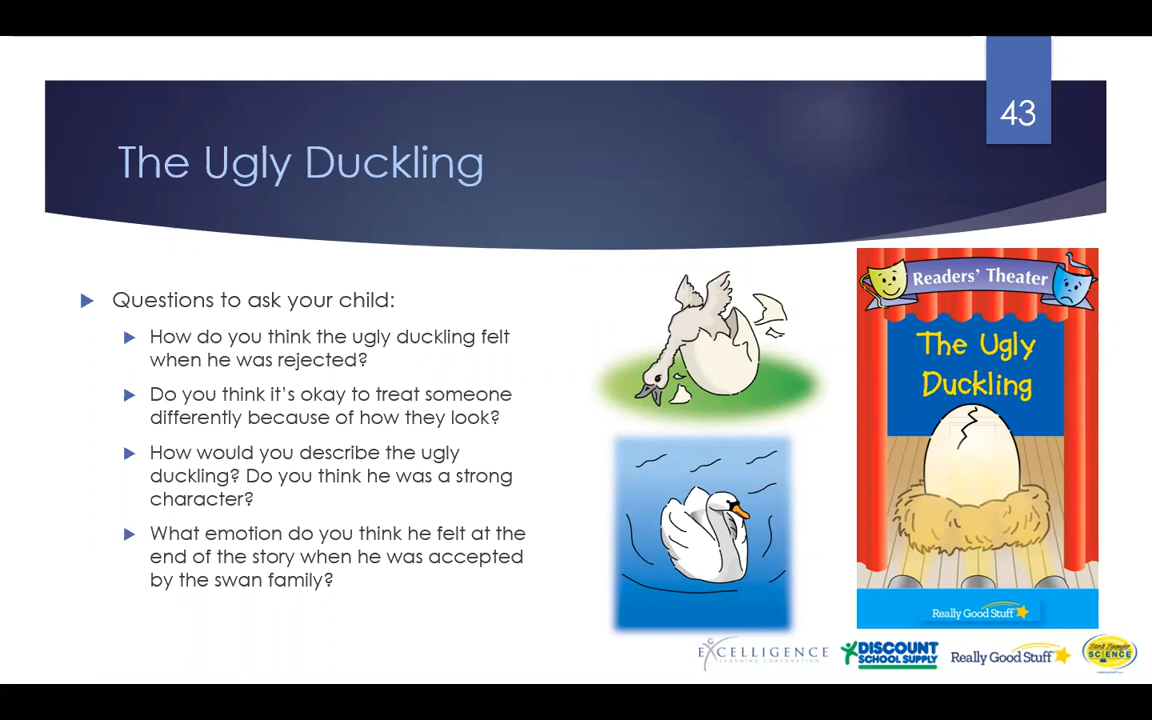 43
The Ugly Duckling
Questions to ask your child:
How do you think the ugly duckling felt
when he was rejected?
Do you think it's okay to treat someone
differently because of how they look?
How would you describe the ugly
duckling? Do you think he was a strong
character?
What emotion do you think he felt at the
end of the story when he was accepted
by the swan family?
Readers' Theater
The Ugly
Duckling
Really Good Stuff
EXCELLIGENCE
LEARNING CORPORATION
DISCOUNT
SCHOOL SUPPLY
Really Good Stuff
SCIENCE